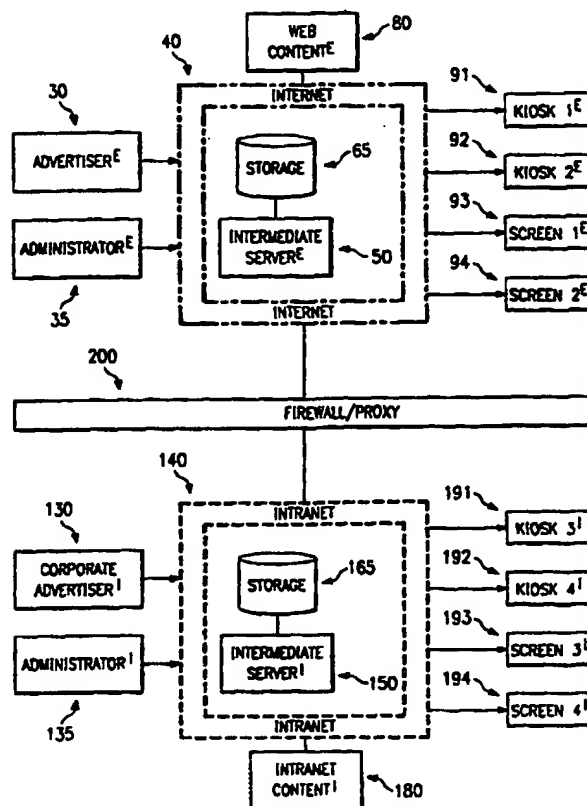 WEB
CONTENT^E
80
40
INTERNET
91
KIOSK 1^E
30
ADVERTISER^E
92
KIOSK 2^E
STORAGE
65
93
SCREEN 1^E
ADMINISTRATOR^E
INTERMEDIATE
SERVER^E
50
94
SCREEN 2^E
35
INTERNET
200
FIREWALL/PROXY
140
INTRANET
191
KIOSK 3^I
130
CORPORATE
ADVERTISER^I
192
KIOSK 4^I
STORAGE
165
193
SCREEN 3^I
ADMINISTRATOR^I
INTERMEDIATE
SERVER^I
150
194
SCREEN 4^I
135
INTRANET
INTRANET
CONTENT^I
180